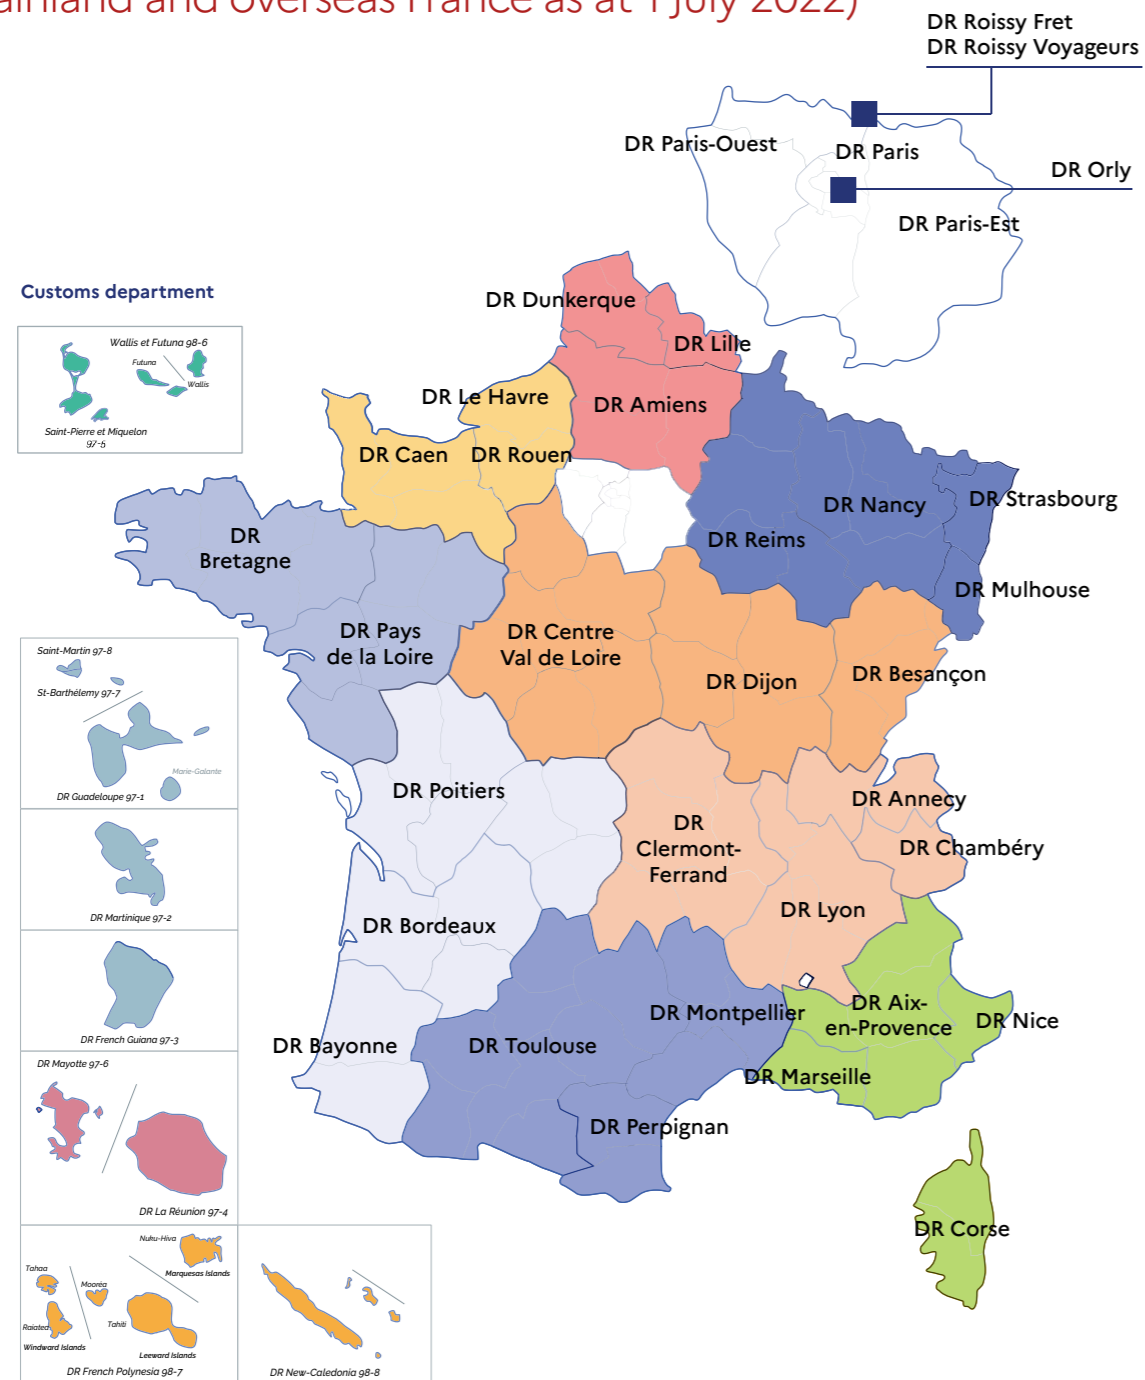 ainland and overseas France as at 1 July 2022)
DR Roissy Fret
DR Roissy Voyageurs
DR Paris-Ouest
DR Paris
DR Orly
DR Paris-Est
Customs department
Wallis et Futuna 98-6
Futuna
Wallis
Saint-Pierre et Miquelon
97-5
DR Dunkerque
DR Lille
DR Le Havre
DR Amiens
DR Caen
DR Rouen
DR Nancy
DR Strasbourg
DR Reims
DR
Bretagne
DR Mulhouse
DR Pays
de la Loire
DR Centre
Val de Loire
DR Dijon
DR Besançon
Saint-Martin 97-8
St-Barthélemy 97-7
Marie-Galante
DR Guadeloupe 97-1
DR Poitiers
DR Annecy
DR
Clermont-
Ferrand
DR Chambéry
DR Martinique 97-2
DR Bordeaux
DR Lyon
DR French Guiana 97-3
DR Montpellier
DR Aix-
en-Provence
DR Nice
DR Bayonne
DR Toulouse
DR Marseille
DR Mayotte 97-6
DR Perpignan
DR La Réunion 97-4
DR Corse
Nuku-Hiva
Marquesas Islands
Tahaa
Mooréa
Raiatea
Windward Islands
Tahiti
Leeward Islands
DR French Polynesia 98-7
DR New-Caledonia 98-8